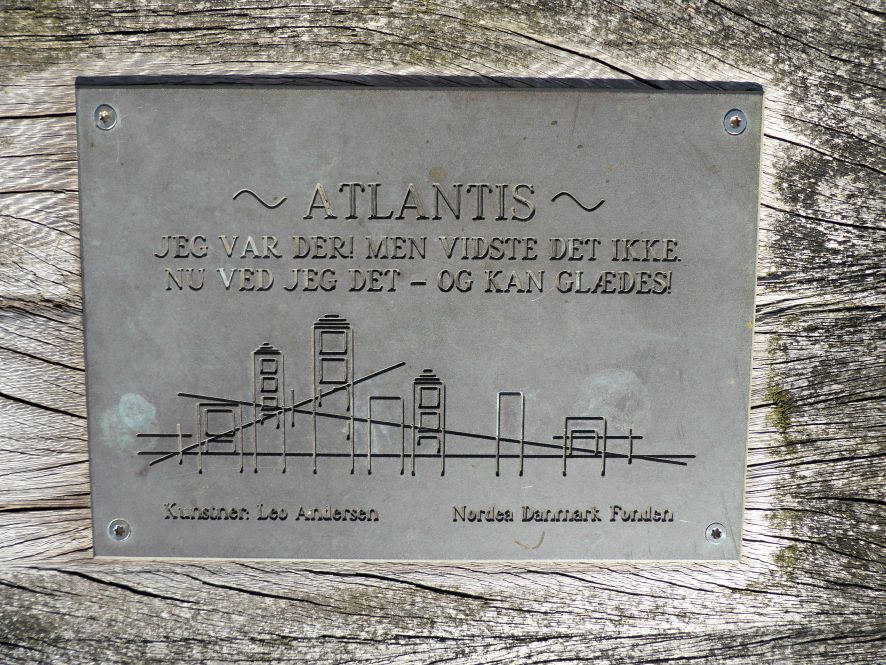 ~ ATLANTIS ~
JEG VAR DER! MEN VIDSTE DET IKKE.
NU VED JEG DET – OG KAN GLÆDES!
Kunstner: Leo Andersen
Nordea Danmark Fonden